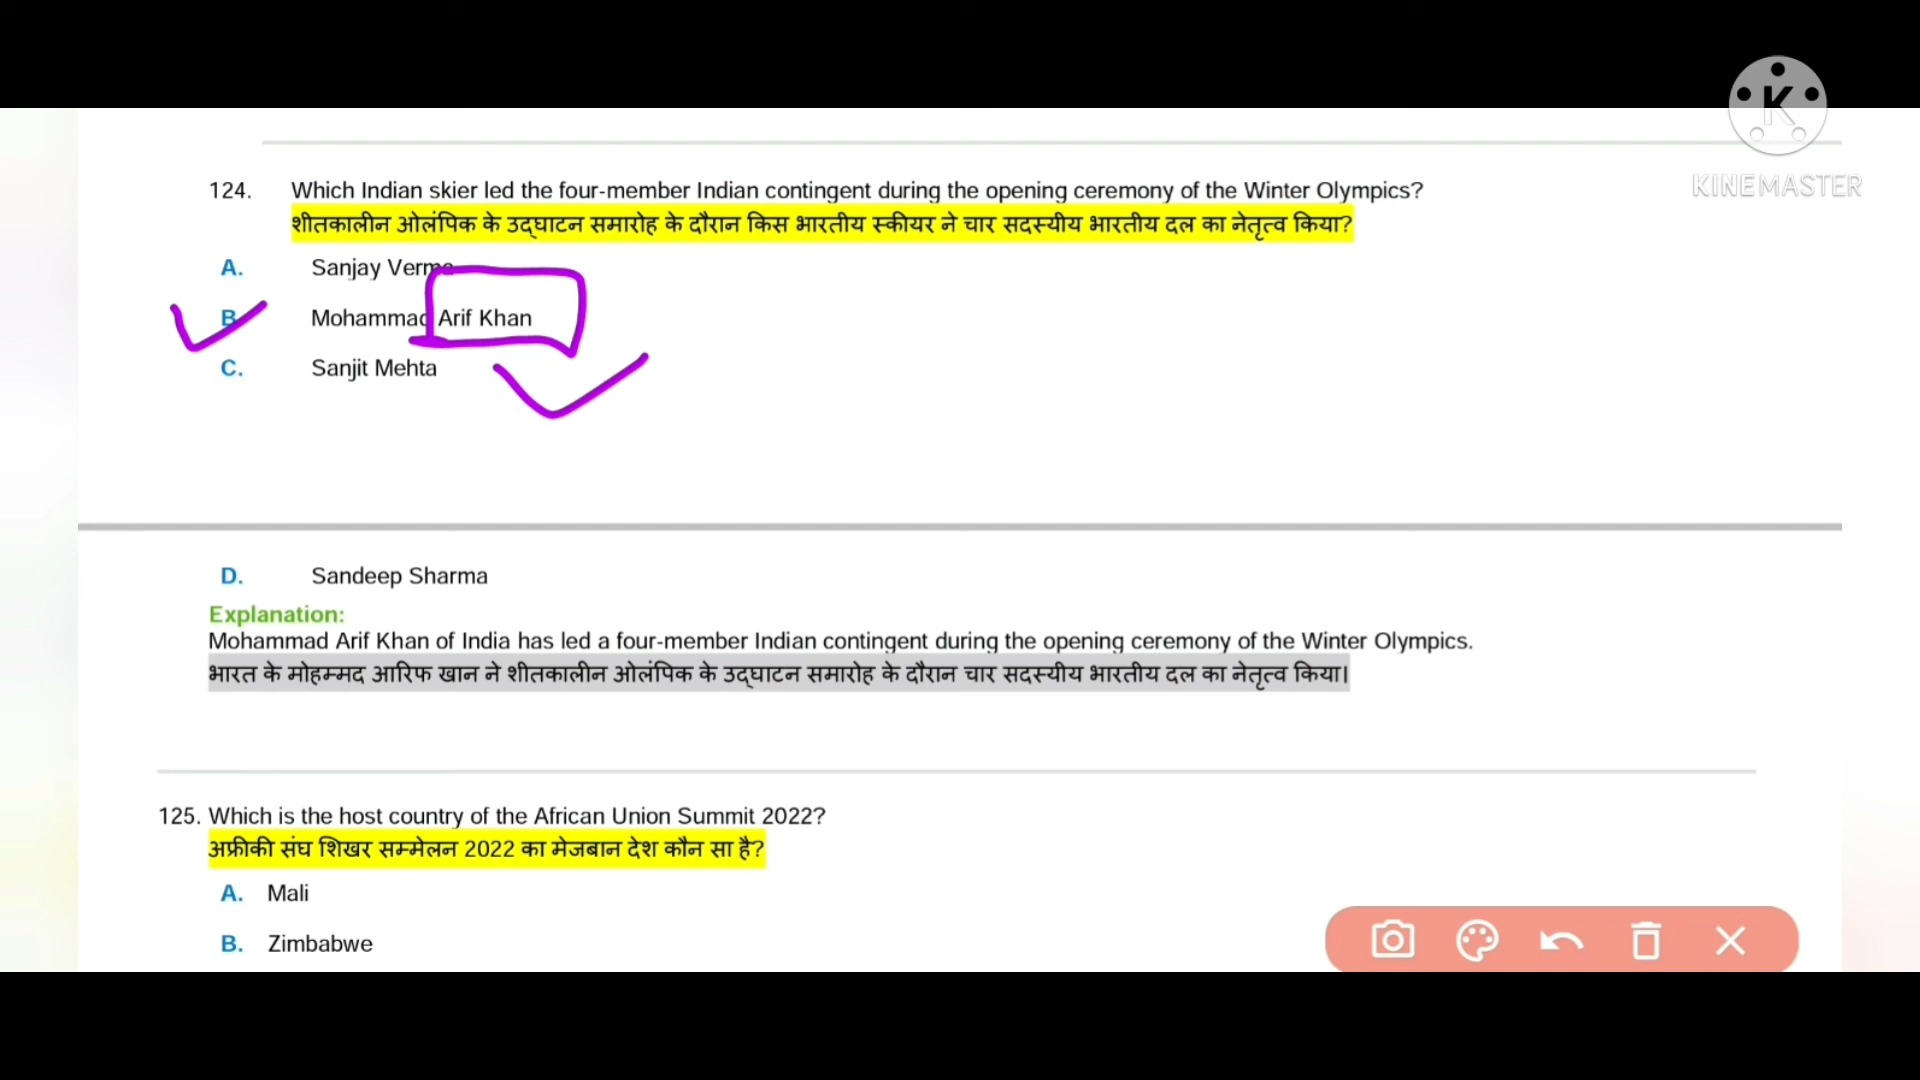 K
KINEMASTER
124. Which Indian skier led the four-member Indian contingent during the opening ceremony of the Winter Olympics?
शीतकालीन ओलंपिक के उद्घाटन समारोह के दौरान किस भारतीय स्कीयर ने चार सदस्यीय भारतीय दल का नेतृत्व किया?
A. Sanjay Verma
B. Mohammad Arif Khan
C. Sanjit Mehta
D. Sandeep Sharma
Explanation:
Mohammad Arif Khan of India has led a four-member Indian contingent during the opening ceremony of the Winter Olympics.
भारत के मोहम्मद आरिफ खान ने शीतकालीन ओलंपिक के उद्घाटन समारोह के दौरान चार सदस्यीय भारतीय दल का नेतृत्व किया।
125. Which is the host country of the African Union Summit 2022?
अफ्रीकी संघ शिखर सम्मेलन 2022 का मेजबान देश कौन सा है?
A. Mali
B. Zimbabwe